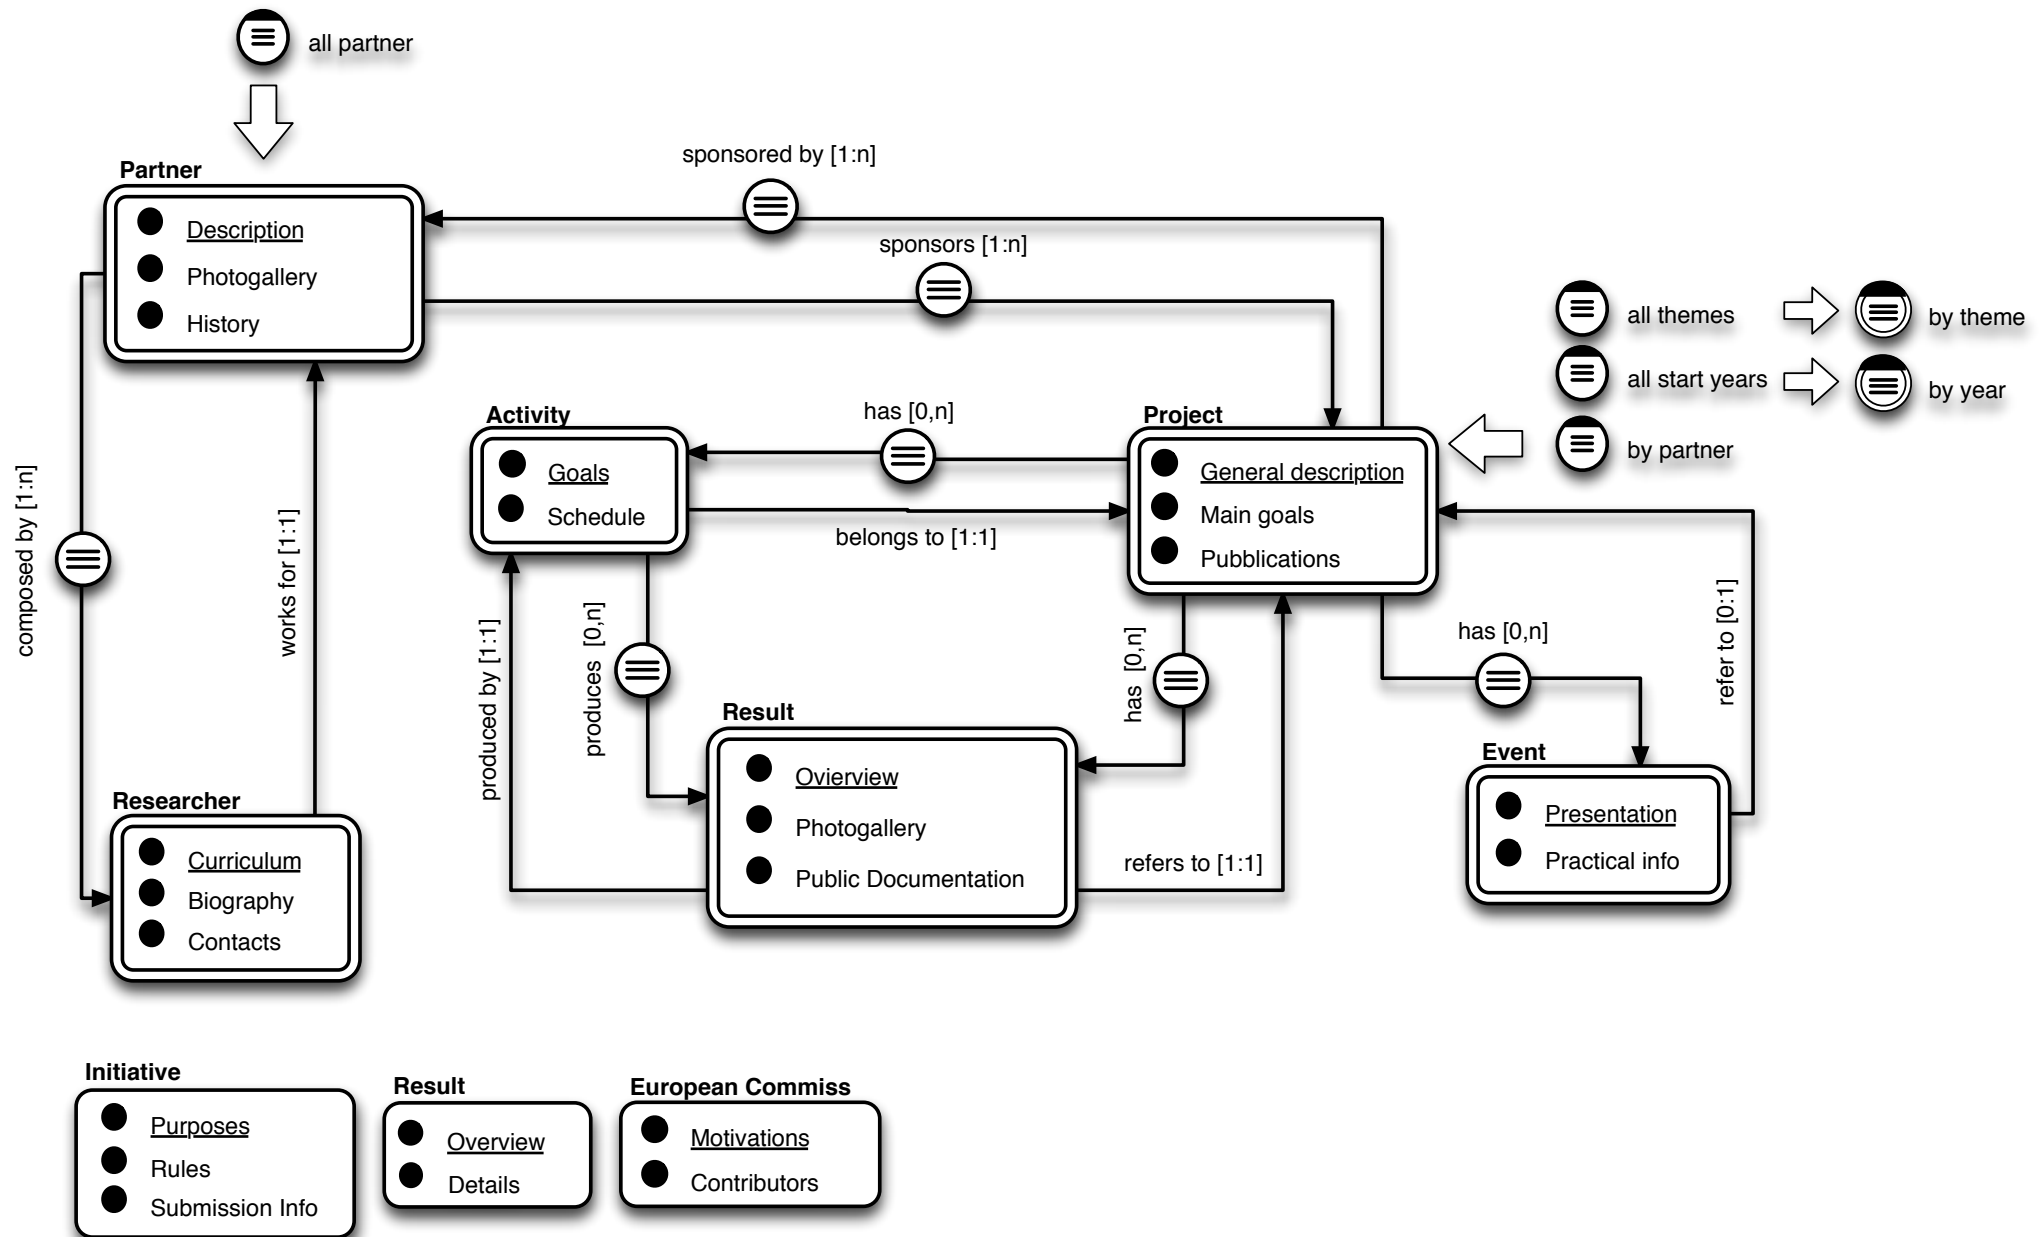 all partner
Partner
Description
Photogallery
History
sponsored by [1:n]
sponsors [1:n]
all themes
by theme
all start years
by year
by partner
Activity
Goals
Schedule
has [0,n]
belongs to [1:1]
Project
General description
Main goals
Pubblications
composed by [1:n]
works for [1:1]
produced by [1:1]
produces [0,n]
has [0,n]
has [0,n]
refer to [0:1]
Result
Ovierview
Photogallery
Public Documentation
refers to [1:1]
Event
Presentation
Practical info
Researcher
Curriculum
Biography
Contacts
Initiative
Purposes
Rules
Submission Info
Result
Overview
Details
European Commiss
Motivations
Contributors